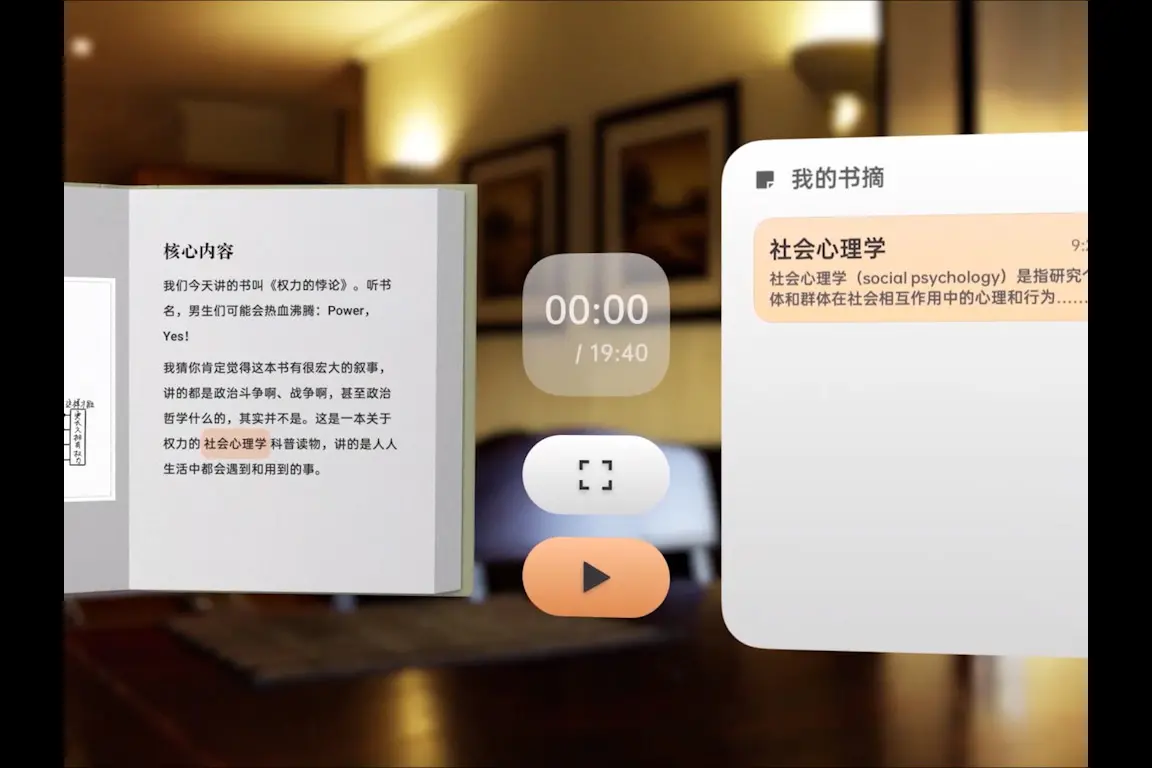 核心内容
我们今天讲的书叫《权力的悖论》。听书
名，男生们可能会热血沸腾：Power，
Yes！
我猜你肯定觉得这本书有很宏大的叙事，
讲的都是政治斗争啊、战争啊，甚至政治
哲学什么的，其实并不是。这是一本关于
权力的社会心理学科普读物，讲的是人人
生活中都会遇到和用到的事。
00:00
/ 19:40
我的书摘
社会心理学
社会心理学（social psychology）是指研究个
体和群体在社会相互作用中的心理和行为……